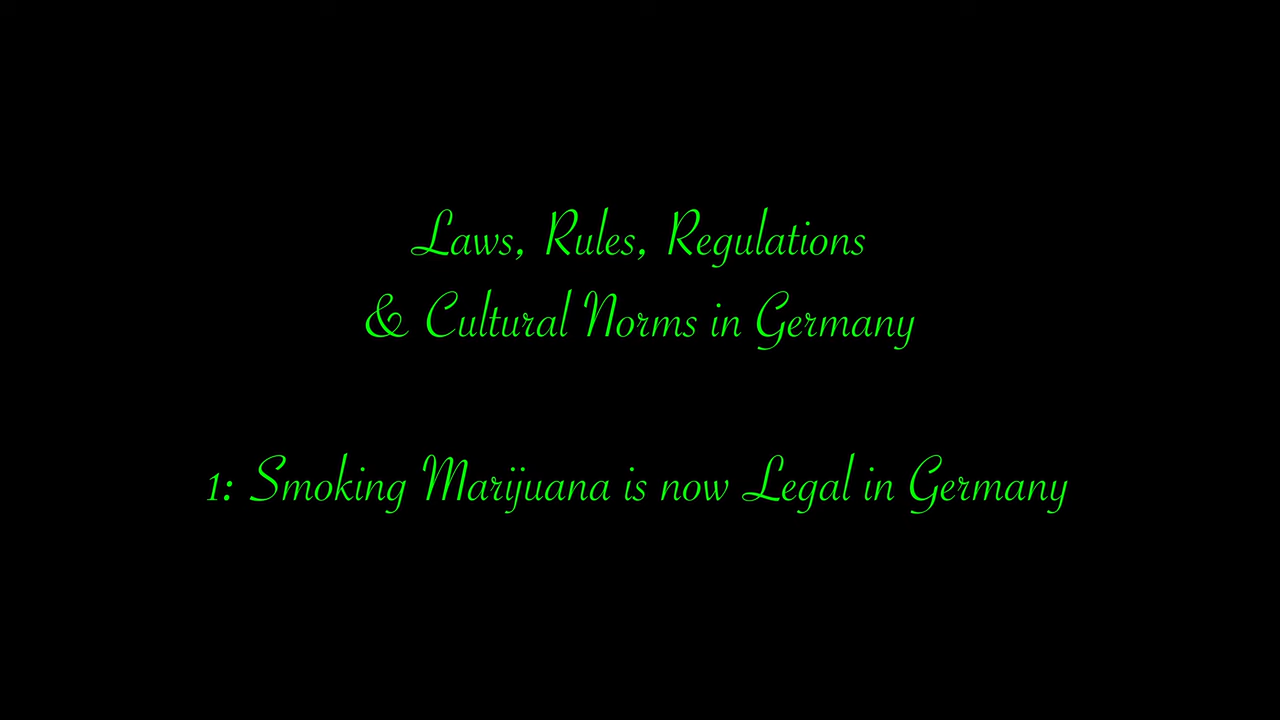 Laws, Rules, Regulations
& Cultural Norms in Germany
1: Smoking Marijuana is now Legal in Germany